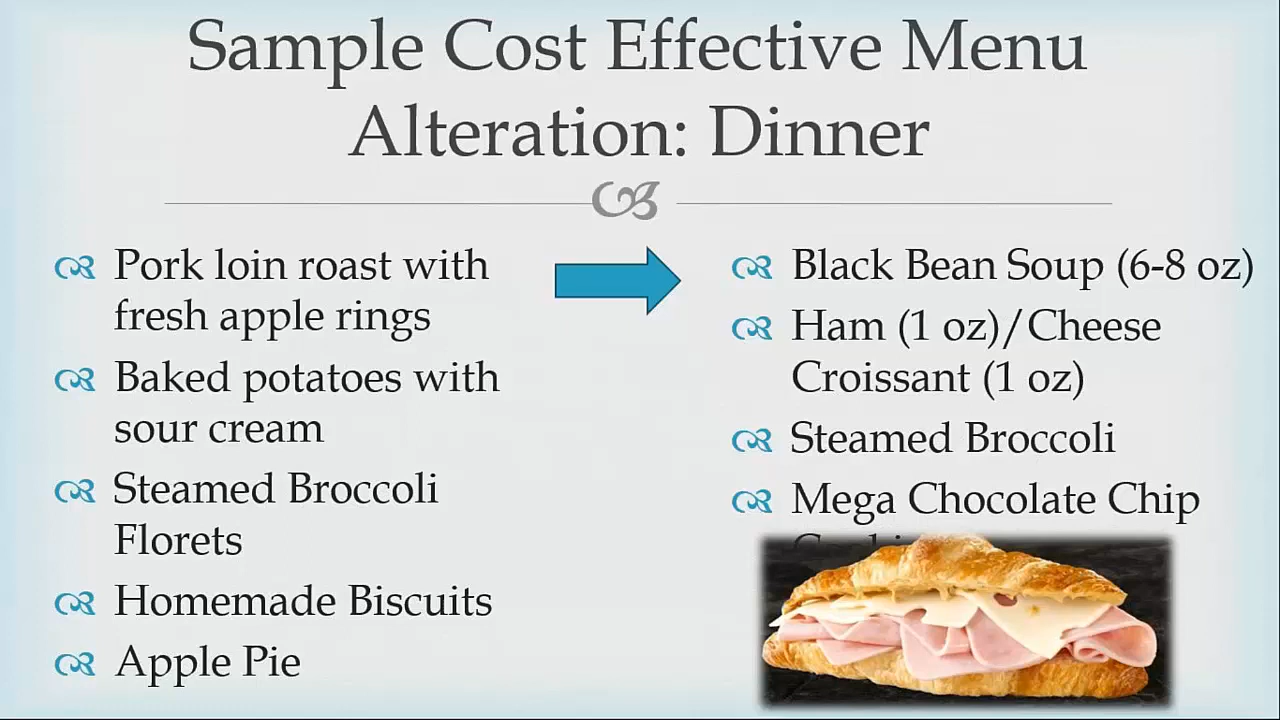 Sample Cost Effective Menu
Alteration: Dinner
Pork loin roast with
fresh apple rings
Baked potatoes with
sour cream
Steamed Broccoli
Florets
Homemade Biscuits
Apple Pie
Black Bean Soup (6-8 oz)
Ham (1 oz)/Cheese
Croissant (1 oz)
Steamed Broccoli
Mega Chocolate Chip